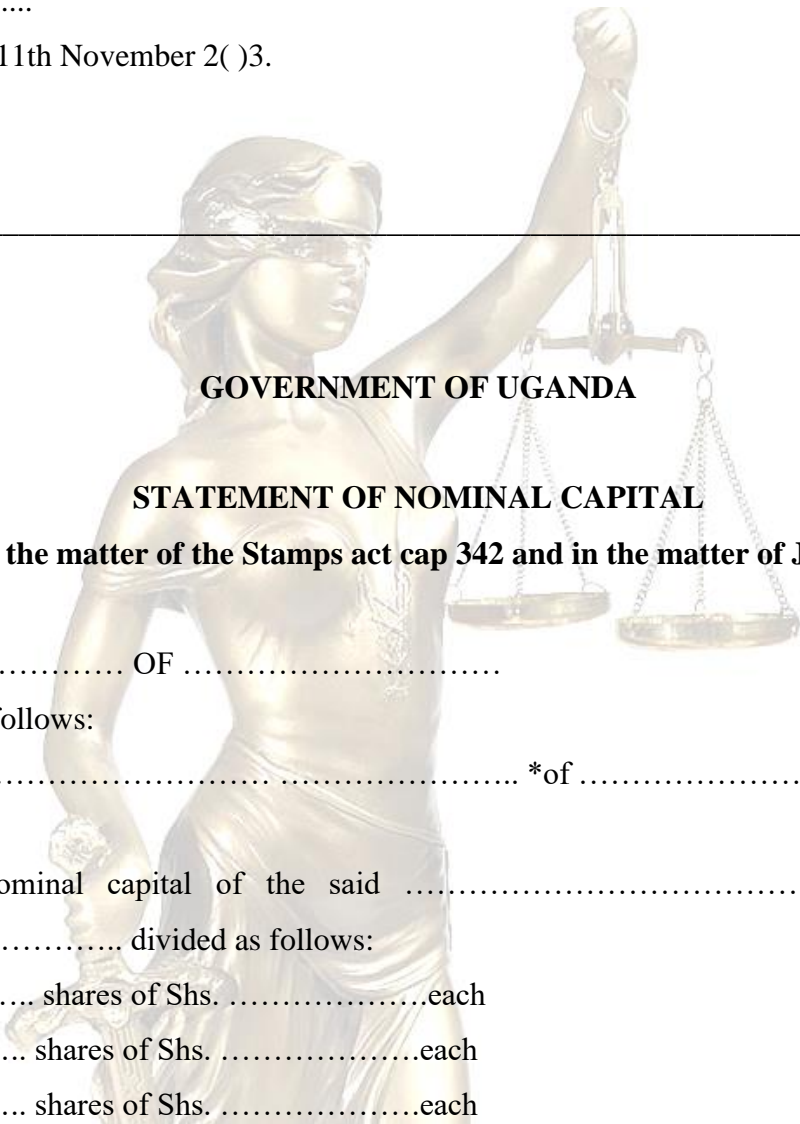 ....
11th November 2( )3.
GOVERNMENT OF UGANDA
STATEMENT OF NOMINAL CAPITAL
the matter of the Stamps act cap 342 and in the matter of J
………… OF …………………………
follows:
………………………. ………………….. *of …………………
ominal capital of the said …………………………………
………….. divided as follows:
…. shares of Shs. ……………….each
…. shares of Shs. ……………….each
…. shares of Shs. ……………….each